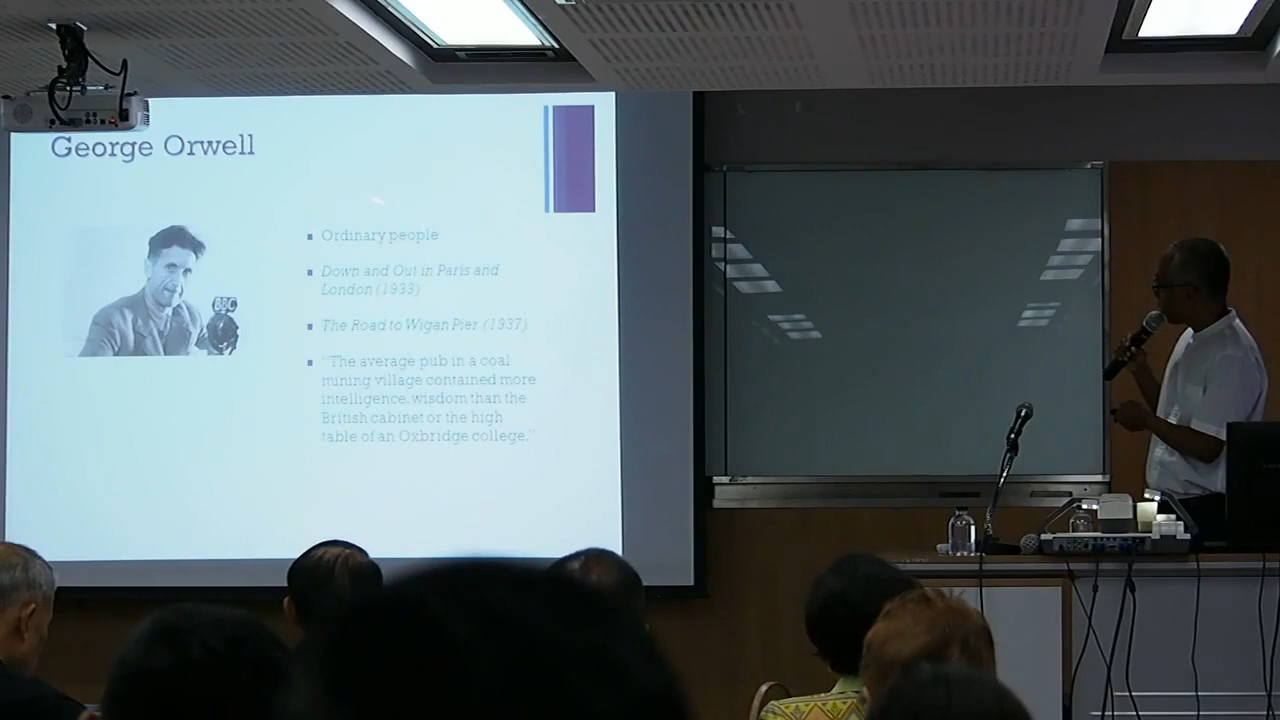 George Orwell
Ordinary people
Down and Out in Paris and
London (1933)
The Road to Wigan Pier (1937)
"The average pub in a coal
mining village contained more
intelligence, wisdom than the
British cabinet or the high
table of an Oxbridge college."
BBC